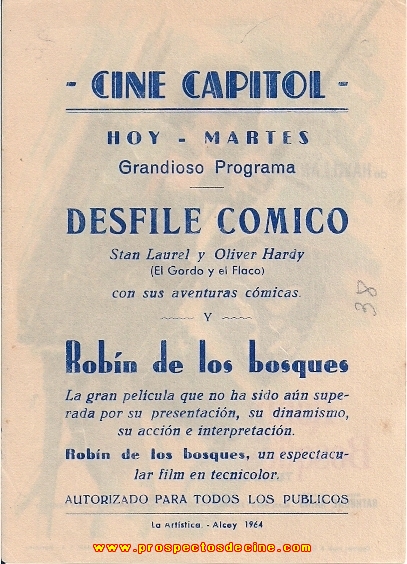 - CINE CAPITOL -
HOY - MARTES
Grandioso Programa
DESFILE COMICO
Stan Laurel y Oliver Hardy
(El Gordo y el Flaco)
con sus aventuras cómicas.
Y
38
Robín de los bosques
La gran película que no ha sido aún supe-
rada por su presentación, su dinamismo,
su acción e interpretación.
Robín de los bosques, un espectacu-
lar film en tecnicolor.
AUTORIZADO PARA TODOS LOS PUBLICOS
La Artística. - Alcoy 1964
www.prospectosdecine.com